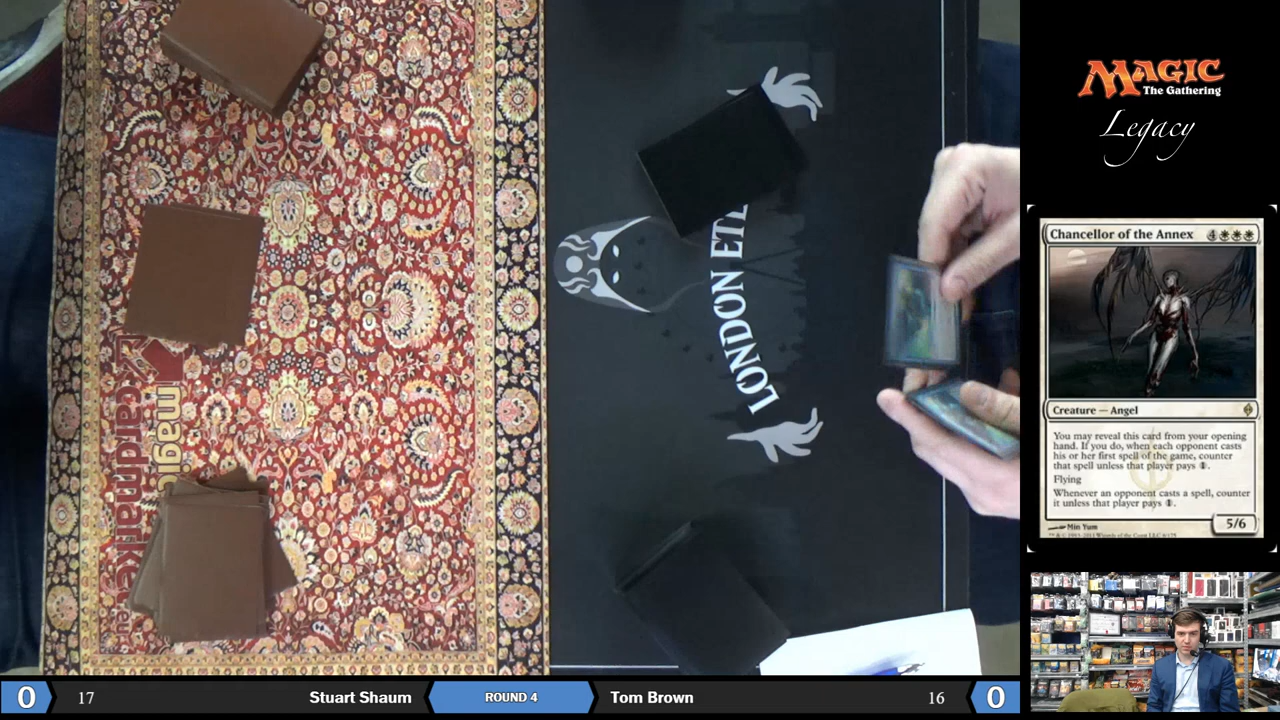 magic
cardmarket
LONDON ETE
MAGIC
The Gathering
Legacy
Chancellor of the Annex 4
Creature — Angel
You may reveal this card from your opening
hand. If you do, when each opponent casts
his or her first spell of the game, counter
that spell unless that player pays 1.
Flying
Whenever an opponent casts a spell, counter
it unless that player pays 1.
5/6
Min Yum
0 17 Stuart Shaum ROUND 4 Tom Brown 16 0